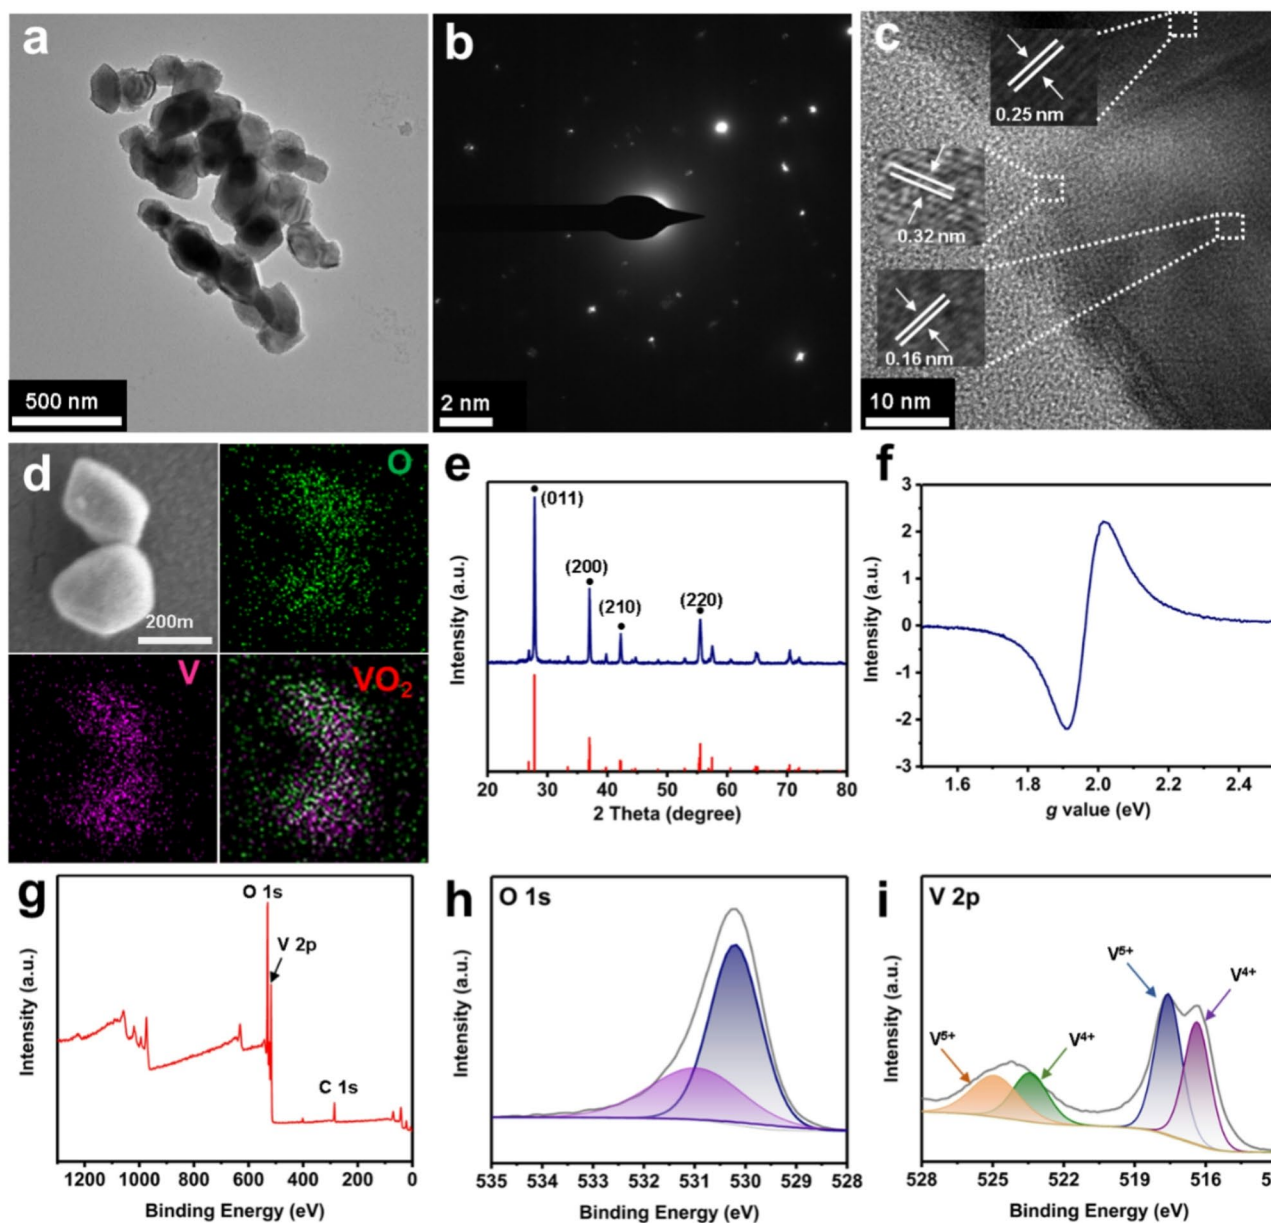 a
500 nm
b
2 nm
c
0.25 nm
0.32 nm
0.16 nm
10 nm
d
200m
O
V
VO₂
e
(011)
(200)
(210)
(220)
Intensity (a.u.)
20 30 40 50 60 70 80
2 Theta (degree)
f
3
2
1
0
-1
-2
-3
Intensity (a.u.)
1.6 1.8 2.0 2.2 2.4
g value (eV)
g
O 1s
V 2p
C 1s
Intensity (a.u.)
1200 1000 800 600 400 200 0
Binding Energy (eV)
h
O 1s
Intensity (a.u.)
535 534 533 532 531 530 529 528
Binding Energy (eV)
i
V 2p
V⁵⁺
V⁴⁺
V⁵⁺
V⁴⁺
Intensity (a.u.)
528 525 522 519 516
Binding Energy (eV)